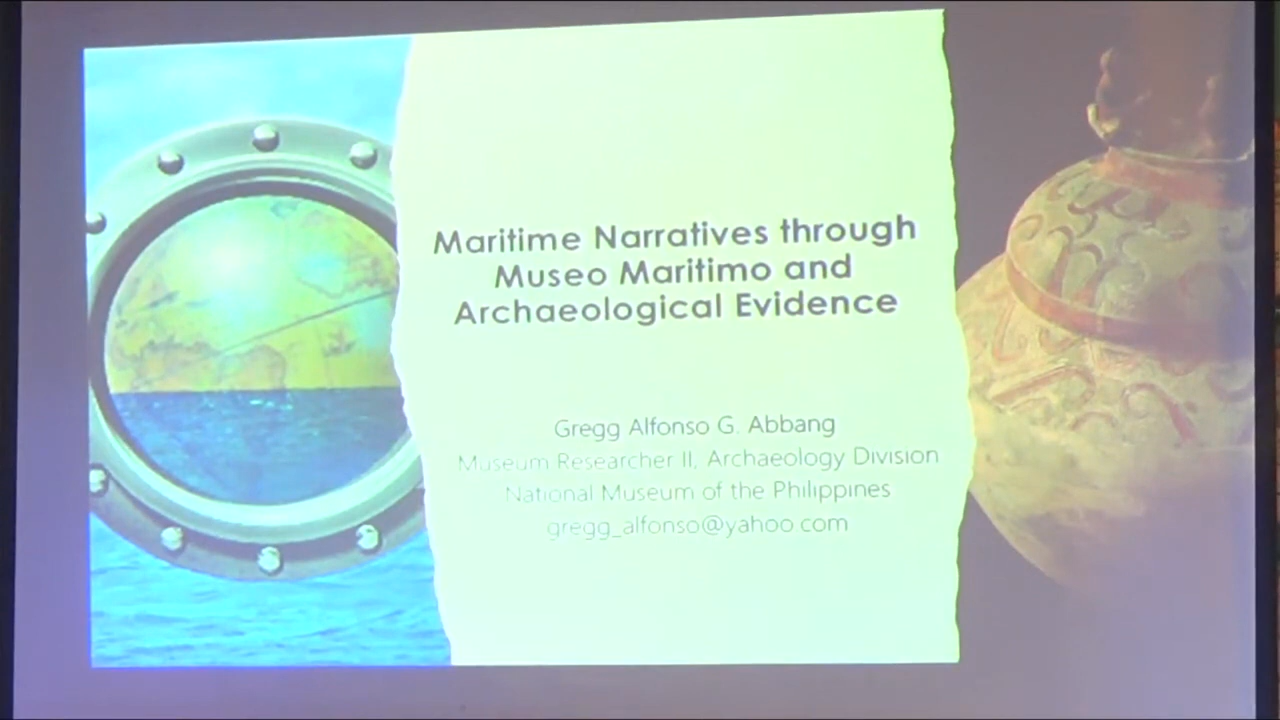 Maritime Narratives through
Museo Maritimo and
Archaeological Evidence
Gregg Alfonso G. Abbang
Museum Researcher II, Archaeology Division
National Museum of the Philippines
gregg_alfonso@yahoo.com